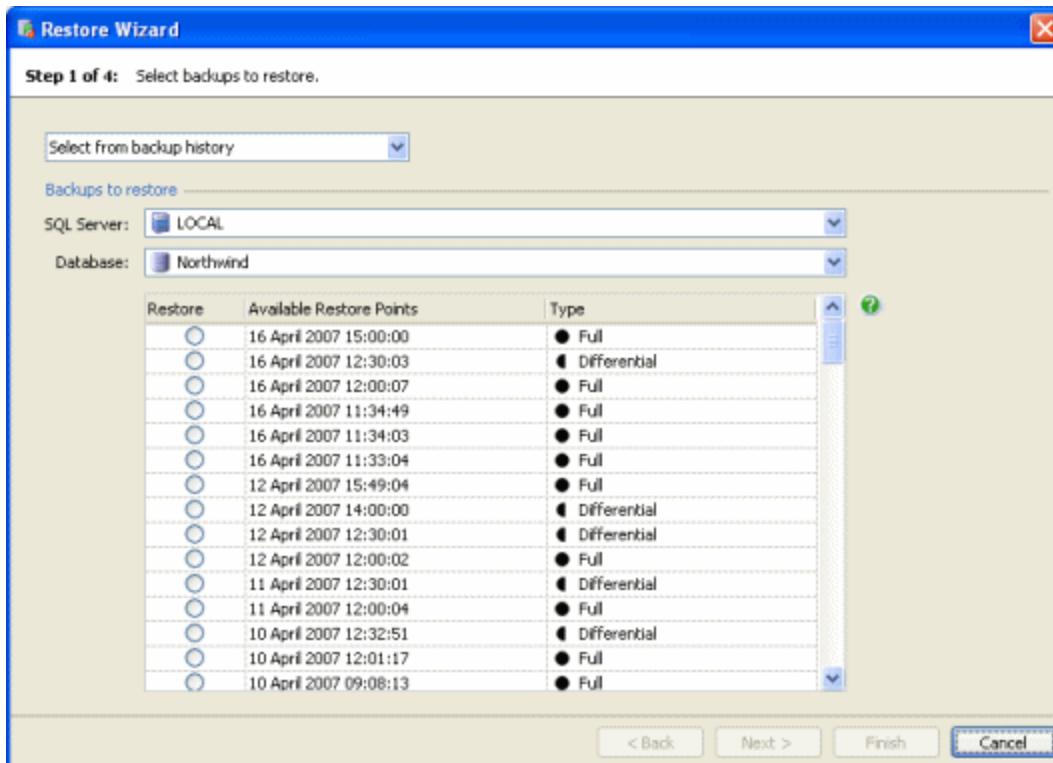 Restore Wizard
Step 1 of 4: Select backups to restore.
Select from backup history
Backups to restore
SQL Server: LOCAL
Database: Northwind
Restore Available Restore Points Type
16 April 2007 15:00:00 Full
16 April 2007 12:30:03 Differential
16 April 2007 12:00:07 Full
16 April 2007 11:34:49 Full
16 April 2007 11:34:03 Full
16 April 2007 11:33:04 Full
12 April 2007 15:49:04 Full
12 April 2007 14:00:00 Differential
12 April 2007 12:30:01 Differential
12 April 2007 12:00:02 Full
11 April 2007 12:30:01 Differential
11 April 2007 12:00:04 Full
10 April 2007 12:32:51 Differential
10 April 2007 12:01:17 Full
10 April 2007 09:08:13 Full
< Back Next > Finish Cancel